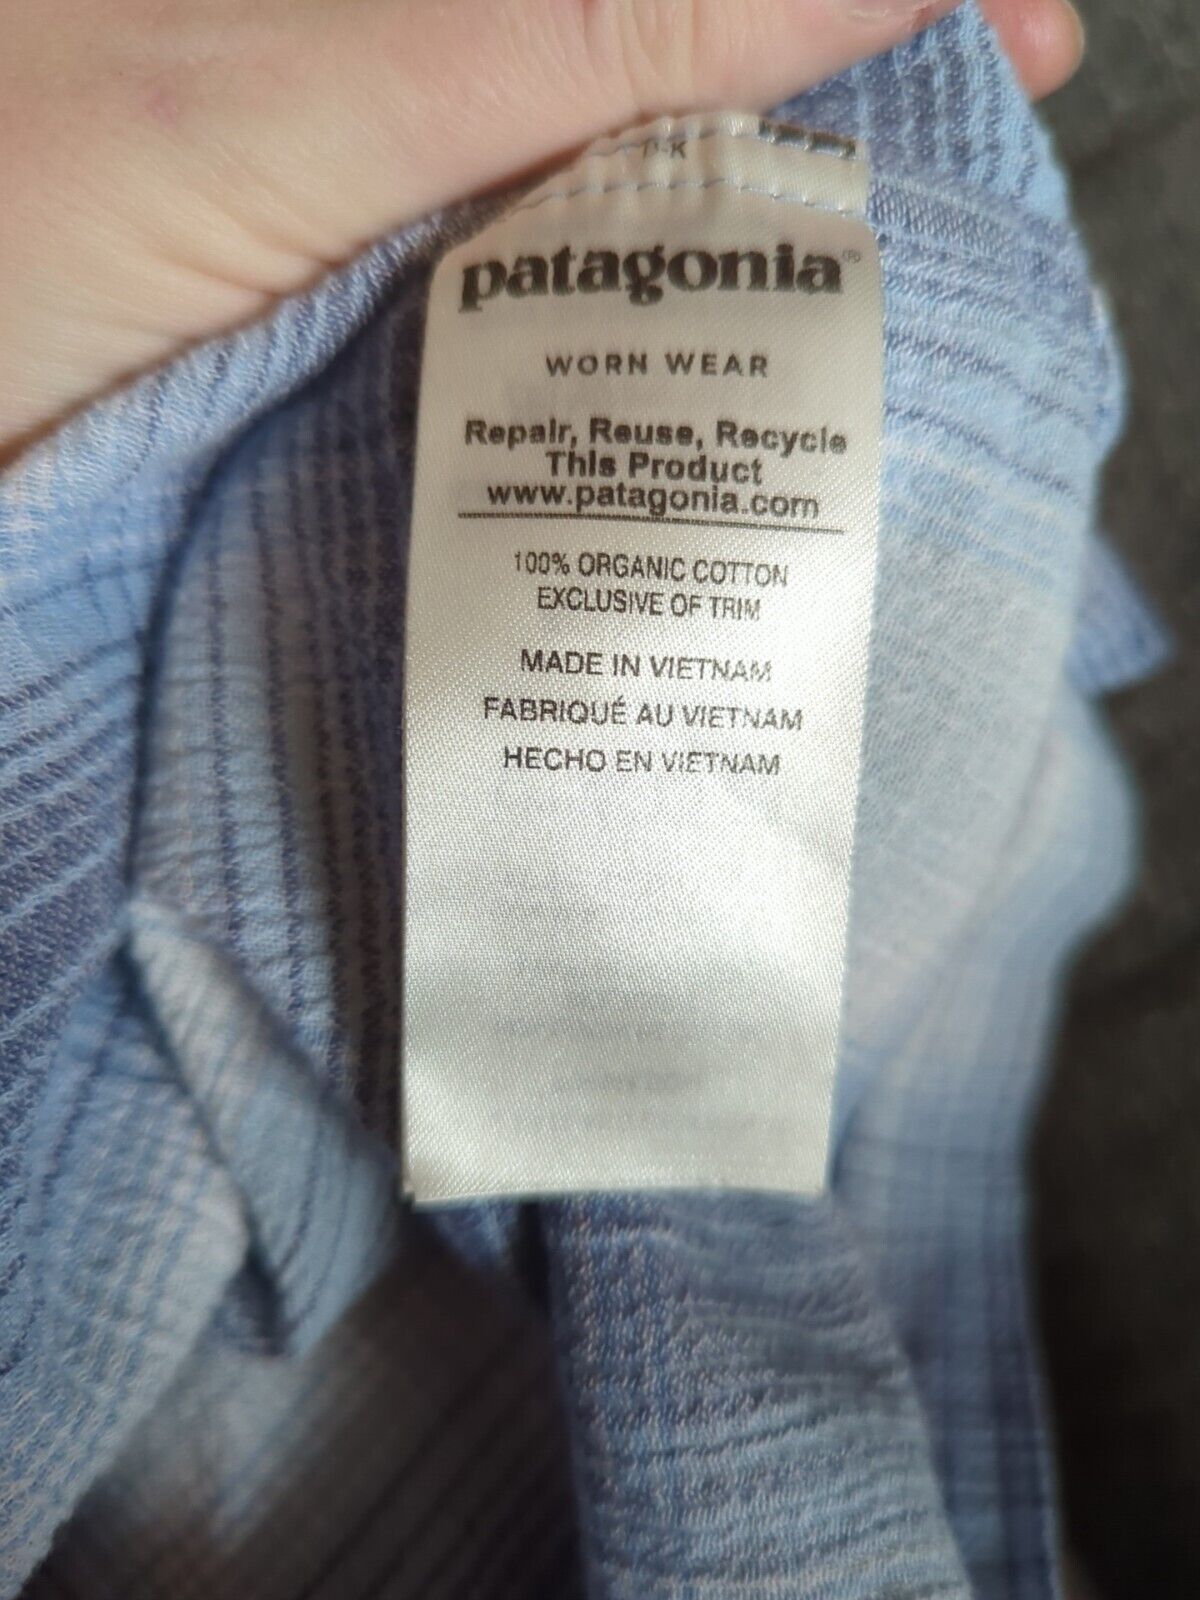 patagonia®
WORN WEAR
Repair, Reuse, Recycle
This Product
www.patagonia.com
100% ORGANIC COTTON
EXCLUSIVE OF TRIM
MADE IN VIETNAM
FABRIQUÉ AU VIETNAM
HECHO EN VIETNAM